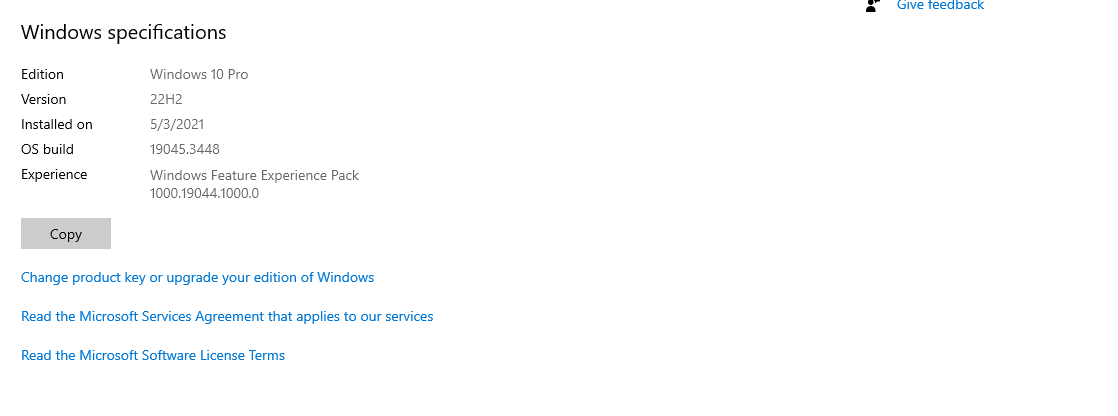 Give feedback
Windows specifications
Edition Windows 10 Pro
Version 22H2
Installed on 5/3/2021
OS build 19045.3448
Experience Windows Feature Experience Pack
1000.19044.1000.0
Copy
Change product key or upgrade your edition of Windows
Read the Microsoft Services Agreement that applies to our services
Read the Microsoft Software License Terms